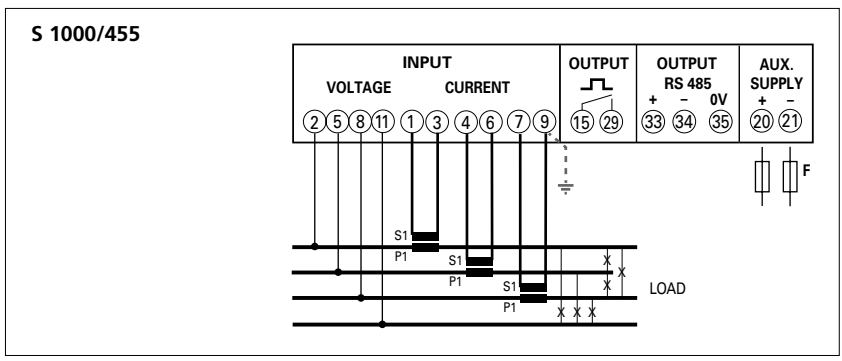 S 1000/455
INPUT OUTPUT OUTPUT AUX.
VOLTAGE CURRENT RS 485 SUPPLY
+ – 0V + –
2 5 8 11 1 3 4 6 7 9 15 29 33 34 35 20 21
F
S1
P1
S1
P1
S1
P1
X
X
X
LOAD
X X X